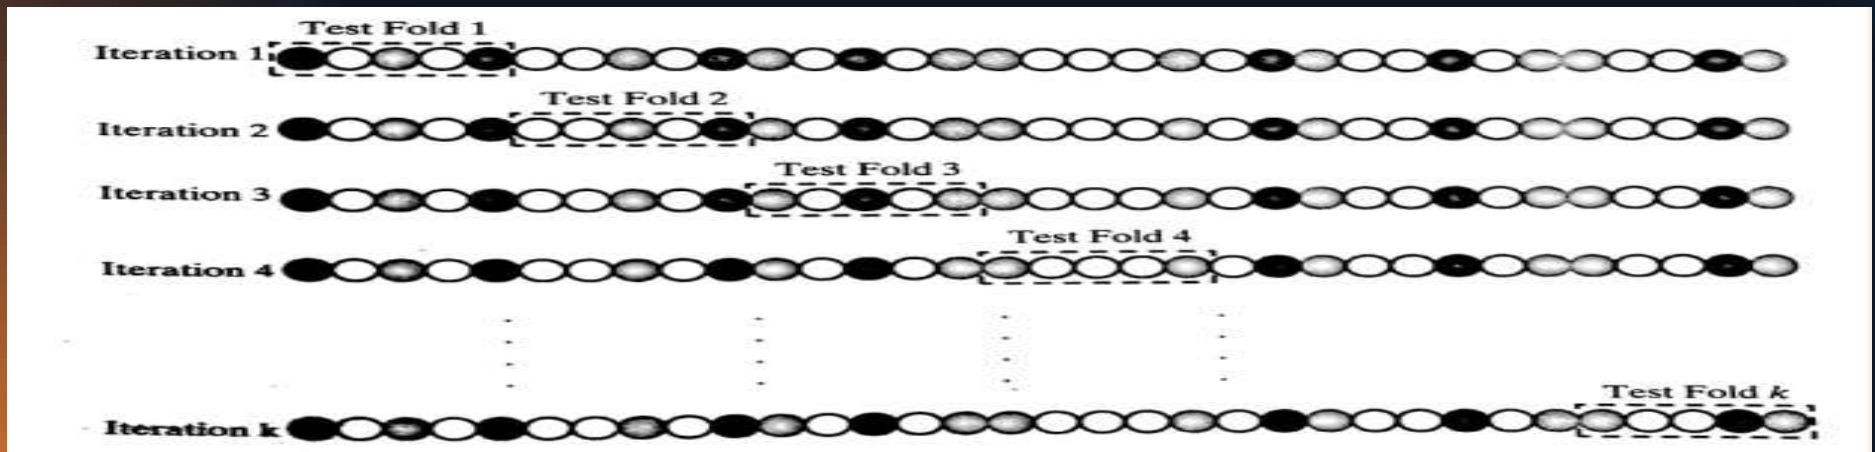 Test Fold 1
Iteration 1
Test Fold 2
Iteration 2
Test Fold 3
Iteration 3
Test Fold 4
Iteration 4
Test Fold k
Iteration k